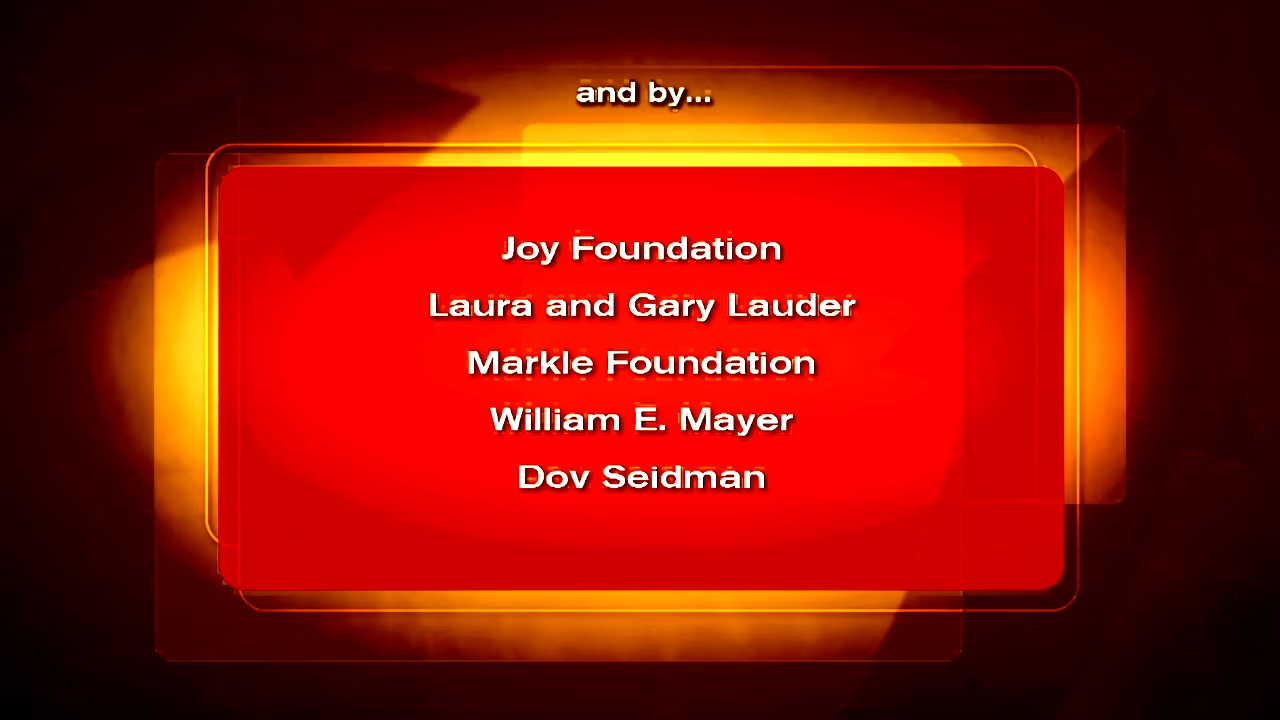 and by...
Joy Foundation
Laura and Gary Lauder
Markle Foundation
William E. Mayer
Dov Seidman